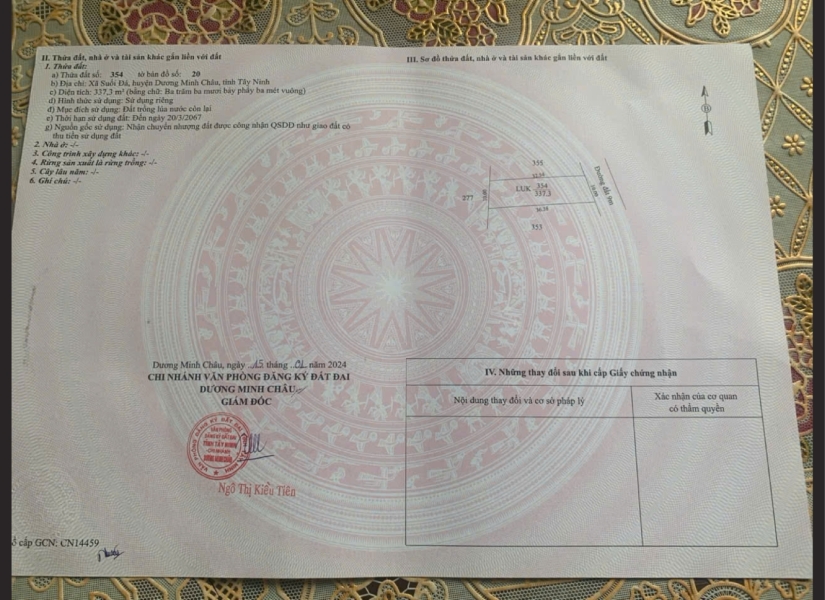 II. Thửa đất, nhà ở và tài sản khác gắn liền với đất
1. Thửa đất:
a) Thửa đất số: 354 tờ bản đồ số: 20
b) Địa chỉ: Xã Suối Đá, huyện Dương Minh Châu, tỉnh Tây Ninh
c) Diện tích: 337,3 m² (bằng chữ: Ba trăm ba mươi bảy phẩy ba mét vuông)
d) Hình thức sử dụng: Sử dụng riêng
đ) Mục đích sử dụng: Đất trồng lúa nước còn lại
e) Thời hạn sử dụng đất: Đến ngày 20/3/2067
g) Nguồn gốc sử dụng: Nhận chuyển nhượng đất được công nhận QSDĐ như giao đất có
thu tiền sử dụng đất
2. Nhà ở: -/-
3. Công trình xây dựng khác: -/-
4. Rừng sản xuất là rừng trồng: -/-
5. Cây lâu năm: -/-
6. Ghi chú: -/-
Dương Minh Châu, ngày 15 tháng 01 năm 2024
CHI NHÁNH VĂN PHÒNG ĐĂNG KÝ ĐẤT ĐAI
DƯƠNG MINH CHÂU
GIÁM ĐỐC
Ngô Thị Kiều Tiên
cấp GCN: CN14459
III. Sơ đồ thửa đất, nhà ở và tài sản khác gắn liền với đất
355
277
LUK 354
337.3
Đường đất
353
IV. Những thay đổi sau khi cấp Giấy chứng nhận
Nội dung thay đổi và cơ sở pháp lý
Xác nhận của cơ quan
có thẩm quyền